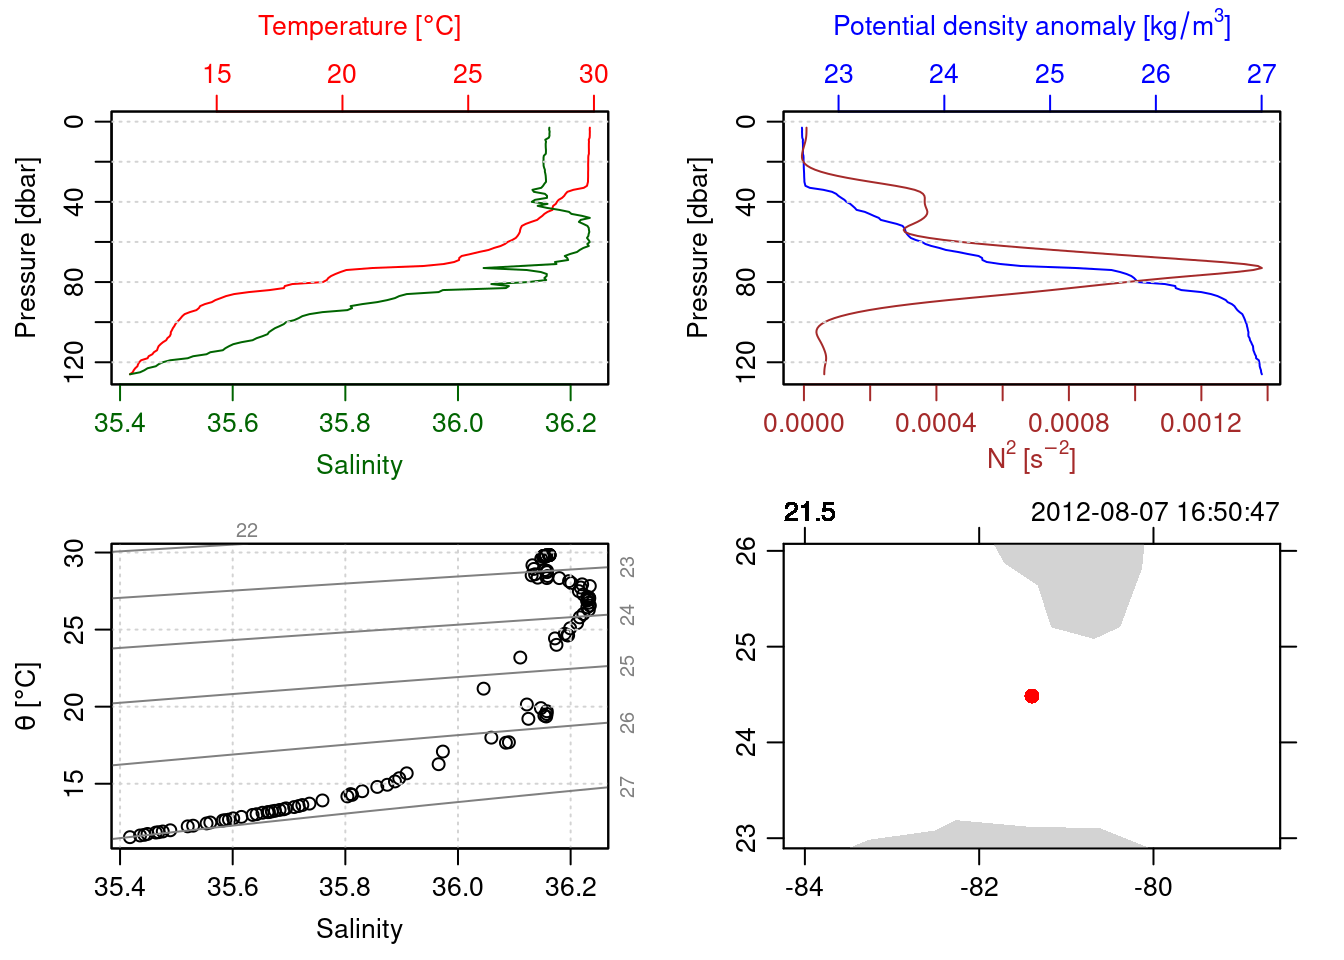 Temperature [°C]
15 20 25 30
Pressure [dbar]
0
40
80
120
35.4 35.6 35.8 36.0 36.2
Salinity
Potential density anomaly [kg/m³]
23 24 25 26 27
Pressure [dbar]
0
40
80
120
0.0000 0.0004 0.0008 0.0012
N² [s⁻²]
22
23
24
25
26
27
θ [°C]
30
25
20
15
35.4 35.6 35.8 36.0 36.2
Salinity
21.5 2012-08-07 16:50:47
26
25
24
23
-84 -82 -80